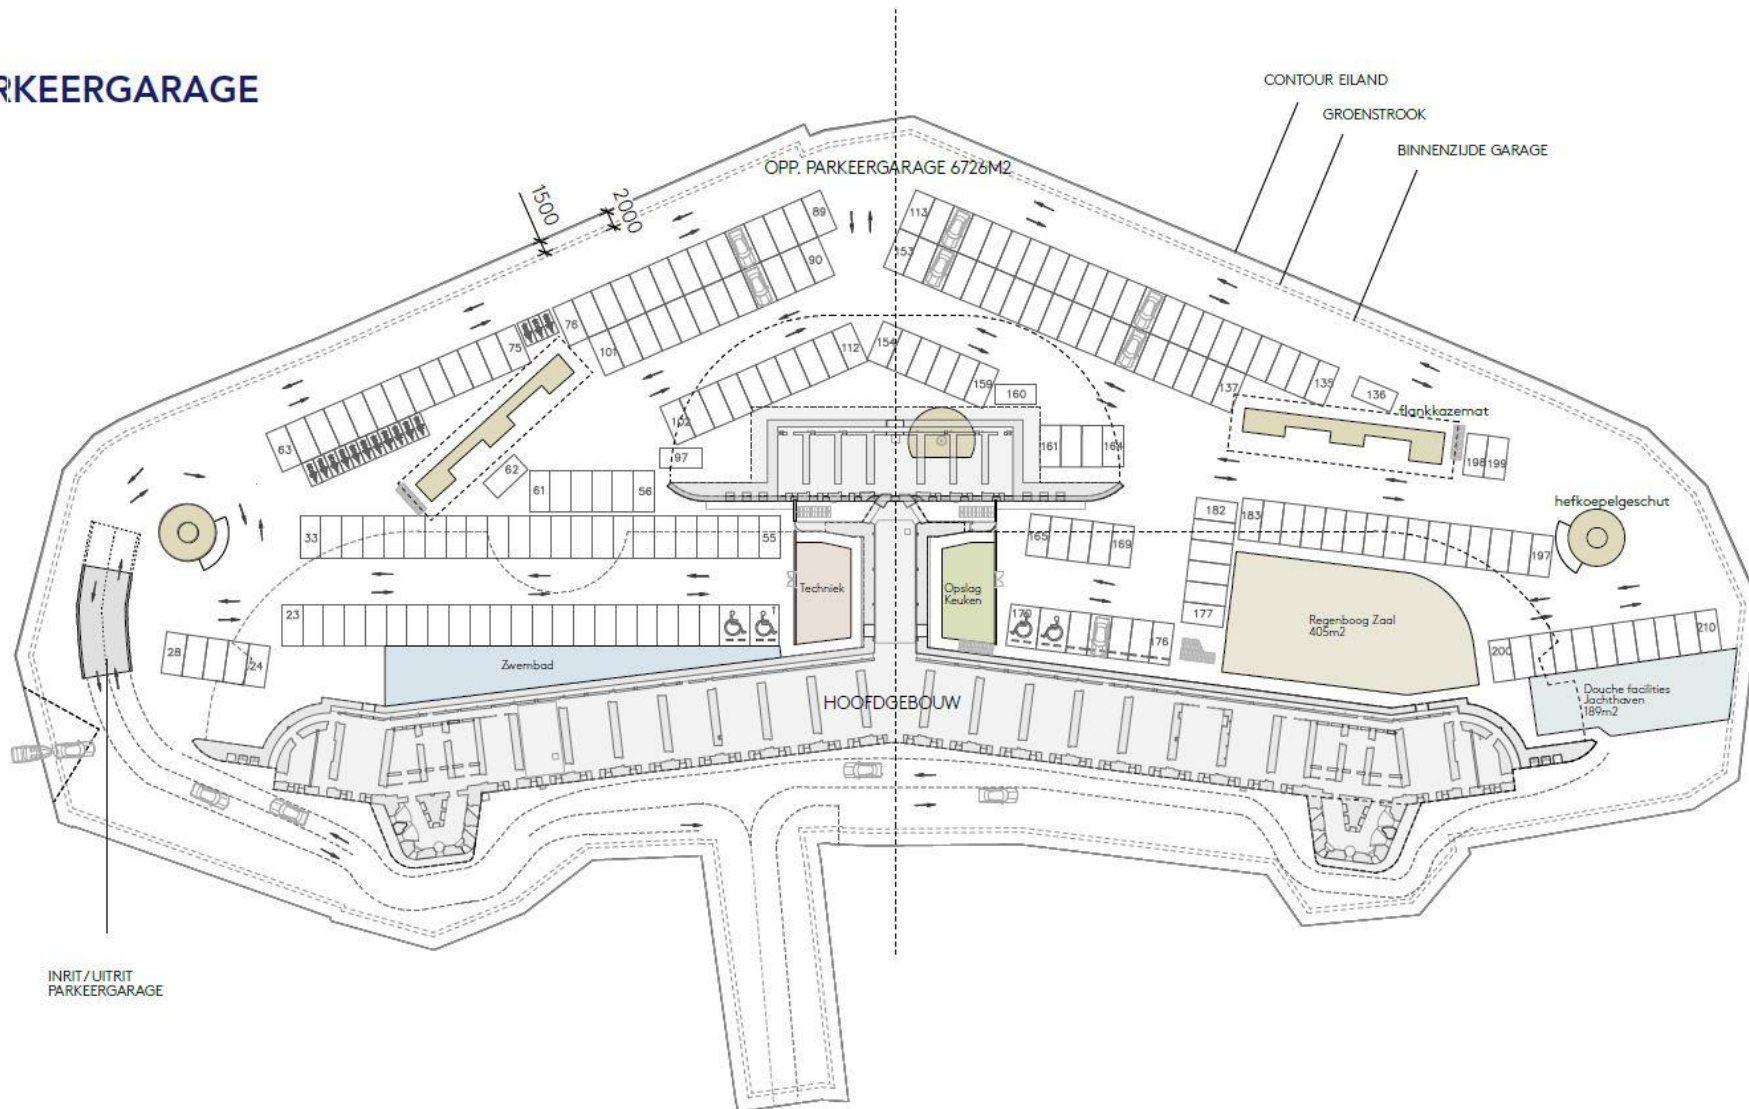 RKEERGARAGE
CONTOUR EILAND
GROENSTROOK
BINNENZIJDE GARAGE
OPP. PARKEERGARAGE 6726M2
1500
2000
89
113
90
153
76
75
101
112
154
159
160
135
136
137
flankkazemat
63
102
97
62
61
56
161
164
198
199
182
183
hefkoepelgeschut
33
55
165
169
197
Techniek
Opslag
Keuken
23
1
170
176
177
Regenboog Zaal
405m2
210
200
28
24
Zwembad
HOOFDGEBOUW
Douche facilities
Jachthaven
189m2
INRIT/UITRIT
PARKEERGARAGE